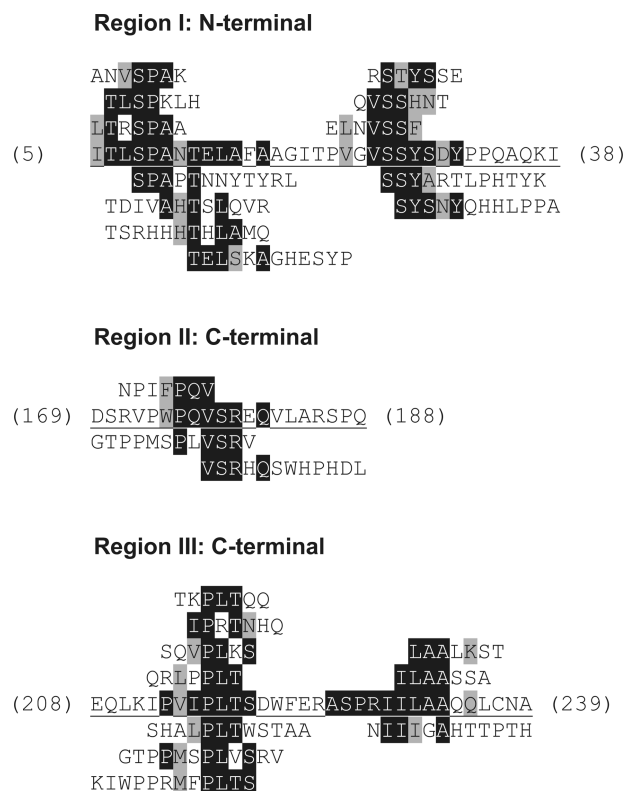 Region I: N-terminal
ANVSPAK RSTYSSE
TLSPKLH QVSSHNT
LTRSPAA ELNVSSF
(5) ITLSPANTELAFAAGITPVGVSSYSDYPPQAQKI (38)
SPAPTNNYTYRL SSYARTLPHTYK
TDIVAHTSLQVR SYSNYQHHLPPA
TSRHHHTHLAMQ
TELSKAGHESYP
Region II: C-terminal
NPIFPQV
(169) DSRVPWPQVSREQVLARSPQ (188)
GTPPMSPLVSRV
VSRHQSWHPHDL
Region III: C-terminal
TKPLTQQ
IPRTNHQ
SQVPLKS LAALKST
QRLPPLT ILAASSA
(208) EQLKIPVIPLTSDWFERASPRIILAAQQLCNA (239)
SHALPLTWSTAA NIIIGAHTTPTH
GTPPMSPLVSRV
KIWPPRMFPLTS